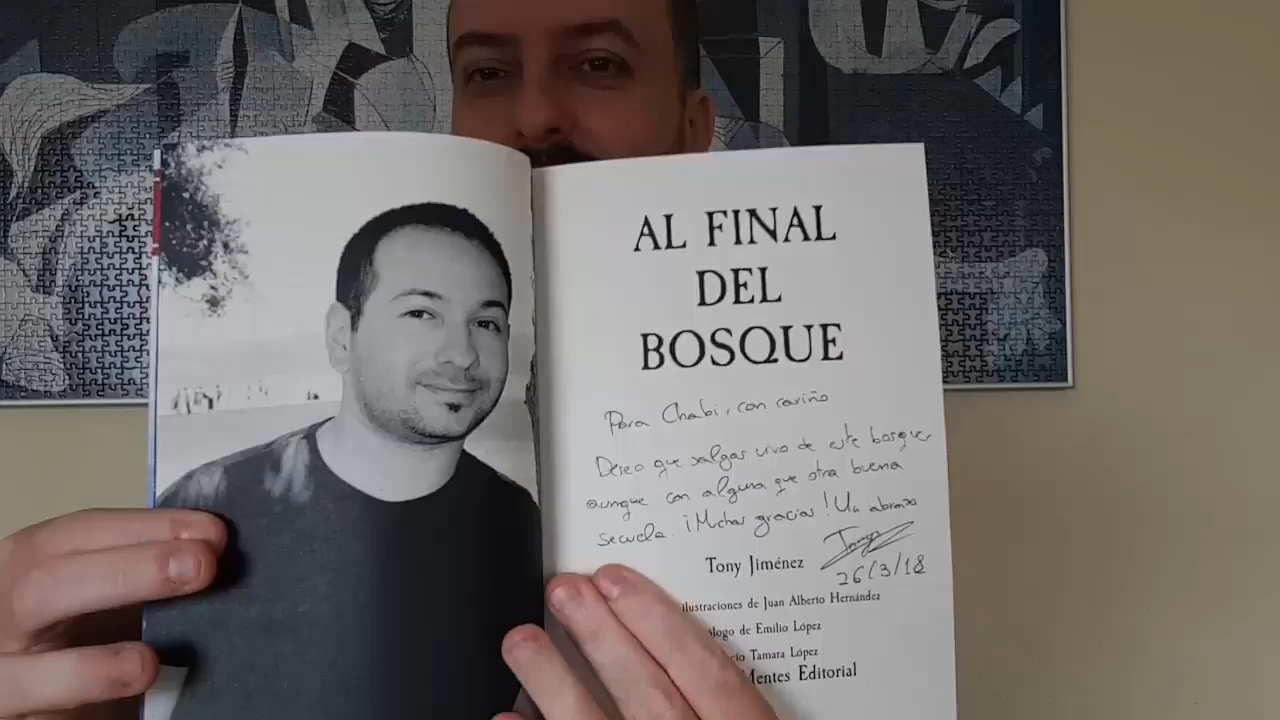 AL FINAL
DEL
BOSQUE
Para Chabi, con cariño
Deseo que salgas vivo de este bosque
aunque con alguna que otra buena
secuela. ¡Muchas gracias! Un abrazo
Tony Jiménez
26/3/18
ilustraciones de Juan Alberto Hernández
de Emilio López
Tamara López
Mentes Editorial